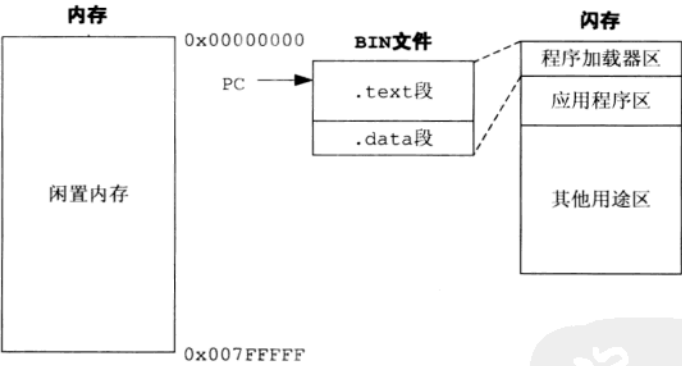 内存
闪存
0x00000000
BIN文件
程序加载器区
PC
.text段
应用程序区
.data段
闲置内存
其他用途区
0x007FFFFF